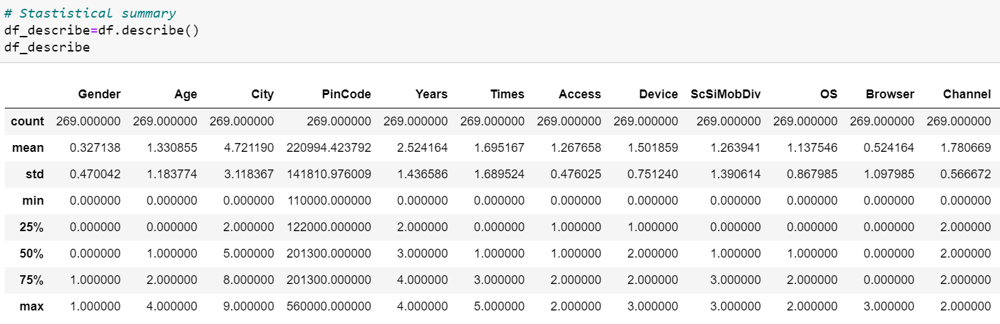 # Stastistical summary
df_describe=df.describe()
df_describe
Gender Age City PinCode Years Times Access Device ScSiMobDiv OS Browser Channel
count 269.000000 269.000000 269.000000 269.000000 269.000000 269.000000 269.000000 269.000000 269.000000 269.000000 269.000000 269.000000
mean 0.327138 1.330855 4.721190 220994.423792 2.524164 1.695167 1.267658 1.501859 1.263941 1.137546 0.524164 1.780669
std 0.470042 1.183774 3.118367 141810.976009 1.436586 1.689524 0.476025 0.751240 1.390614 0.867985 1.097985 0.566672
min 0.000000 0.000000 0.000000 110000.000000 0.000000 0.000000 0.000000 0.000000 0.000000 0.000000 0.000000 0.000000
25% 0.000000 0.000000 2.000000 122000.000000 2.000000 0.000000 1.000000 1.000000 0.000000 0.000000 0.000000 2.000000
50% 0.000000 1.000000 5.000000 201300.000000 3.000000 1.000000 1.000000 2.000000 1.000000 1.000000 0.000000 2.000000
75% 1.000000 2.000000 8.000000 201300.000000 4.000000 3.000000 2.000000 2.000000 3.000000 2.000000 0.000000 2.000000
max 1.000000 4.000000 9.000000 560000.000000 4.000000 5.000000 2.000000 3.000000 3.000000 2.000000 3.000000 2.000000